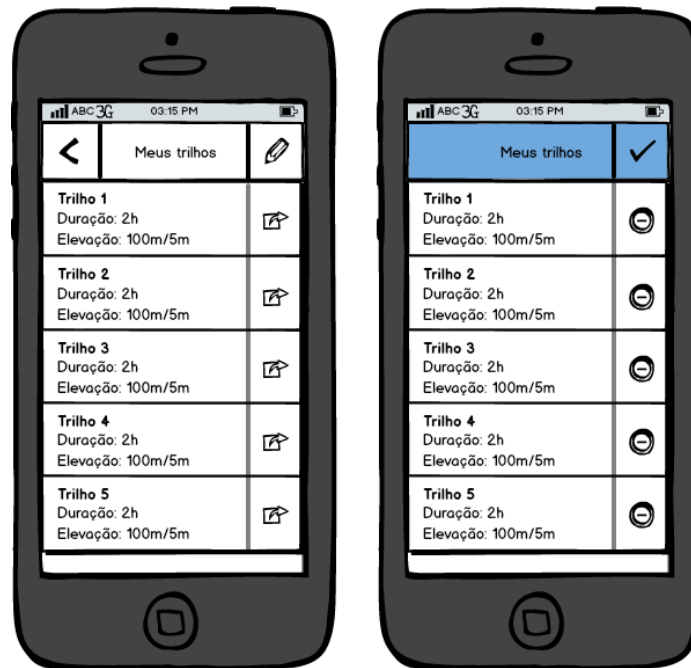 ABC 3G 03:15 PM
Meus trilhos
Trilho 1
Duração: 2h
Elevação: 100m/5m
Trilho 2
Duração: 2h
Elevação: 100m/5m
Trilho 3
Duração: 2h
Elevação: 100m/5m
Trilho 4
Duração: 2h
Elevação: 100m/5m
Trilho 5
Duração: 2h
Elevação: 100m/5m
ABC 3G 03:15 PM
Meus trilhos
Trilho 1
Duração: 2h
Elevação: 100m/5m
Trilho 2
Duração: 2h
Elevação: 100m/5m
Trilho 3
Duração: 2h
Elevação: 100m/5m
Trilho 4
Duração: 2h
Elevação: 100m/5m
Trilho 5
Duração: 2h
Elevação: 100m/5m